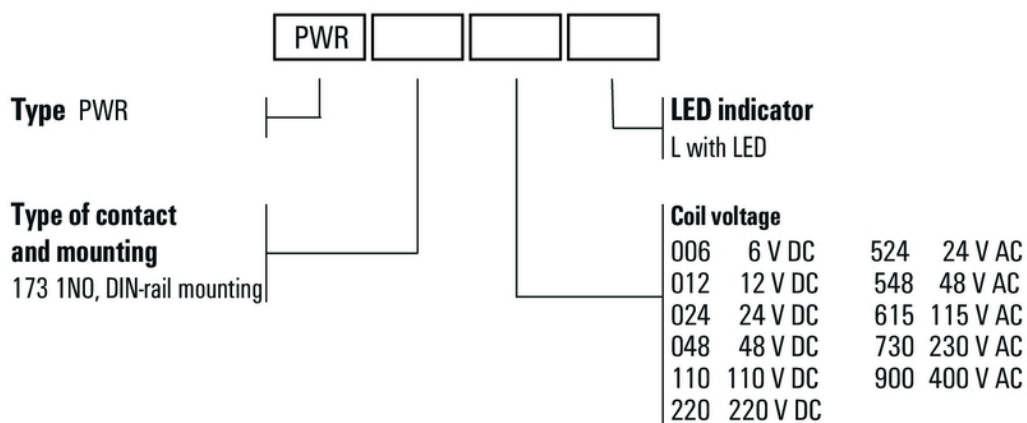 PWR
Type PWR
LED indicator
L with LED
Type of contact
and mounting
173 1NO, DIN-rail mounting
Coil voltage
006 6 V DC 524 24 V AC
012 12 V DC 548 48 V AC
024 24 V DC 615 115 V AC
048 48 V DC 730 230 V AC
110 110 V DC 900 400 V AC
220 220 V DC